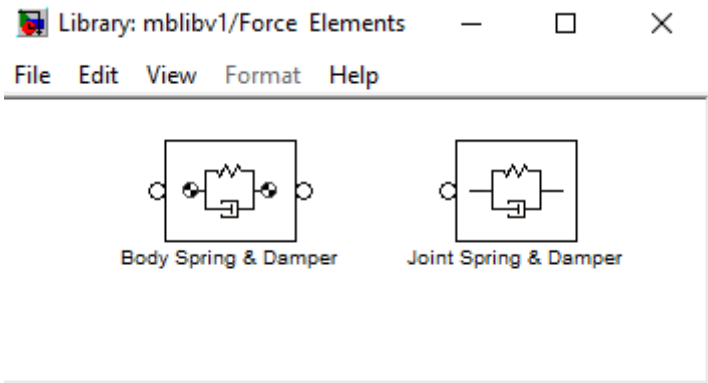 Library: mblibv1/Force Elements
File Edit View Format Help
Body Spring & Damper
Joint Spring & Damper